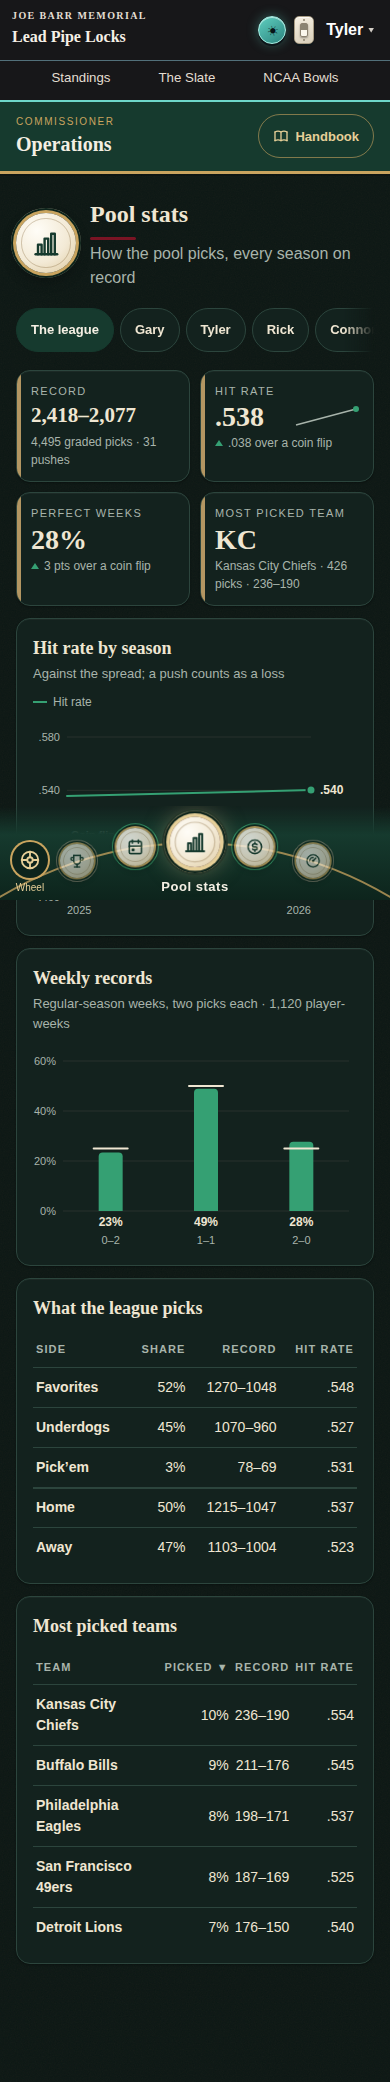 JOE BARR MEMORIAL
Lead Pipe Locks
Tyler ▾
Standings
The Slate
NCAA Bowls
COMMISSIONER
Operations
Handbook
Pool stats
How the pool picks, every season on
record
The league
Gary
Tyler
Rick
RECORD
2,418–2,077
4,495 graded picks · 31
pushes
HIT RATE
.538
.038 over a coin flip
PERFECT WEEKS
28%
3 pts over a coin flip
MOST PICKED TEAM
KC
Kansas City Chiefs · 426
picks · 236–190
Hit rate by season
Against the spread; a push counts as a loss
Hit rate
.580
.540
.540
Wheel
Pool stats
2025
2026
Weekly records
Regular-season weeks, two picks each · 1,120 player-
weeks
60%
40%
20%
0%
23%
49%
28%
0–2
1–1
2–0
What the league picks
SIDE SHARE RECORD HIT RATE
Favorites 52% 1270–1048 .548
Underdogs 45% 1070–960 .527
Pick’em 3% 78–69 .531
Home 50% 1215–1047 .537
Away 47% 1103–1004 .523
Most picked teams
TEAM PICKED ▼ RECORD HIT RATE
Kansas City
Chiefs 10% 236–190 .554
Buffalo Bills 9% 211–176 .545
Philadelphia
Eagles 8% 198–171 .537
San Francisco
49ers 8% 187–169 .525
Detroit Lions 7% 176–150 .540